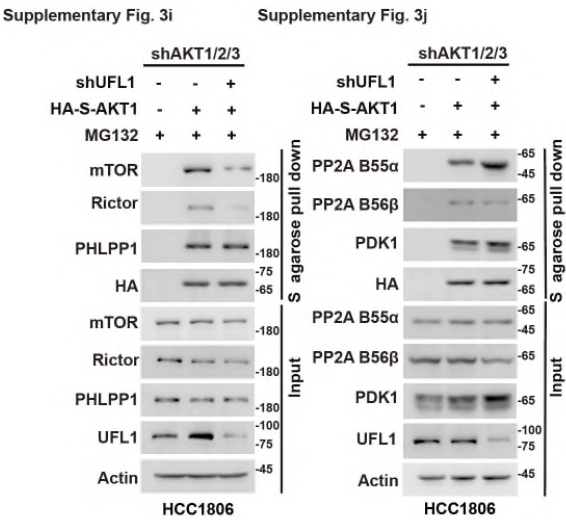 Supplementary Fig. 3i
shAKT1/2/3
shUFL1 - - +
HA-S-AKT1 - + +
MG132 + + +
mTOR -180
Rictor -180
PHLPP1 -180
HA -75 -65
S agarose pull down
mTOR -180
Rictor -180
PHLPP1 -180
UFL1 -100 -75
Actin -45
Input
HCC1806
Supplementary Fig. 3j
shAKT1/2/3
shUFL1 - - +
HA-S-AKT1 - + +
MG132 + + +
PP2A B55α -65 -45
PP2A B56β -65
PDK1 -65
HA -65
S agarose pull down
PP2A B55α -65 -45
PP2A B56β -65
PDK1 -65
UFL1 -100 -75
Actin -45
Input
HCC1806